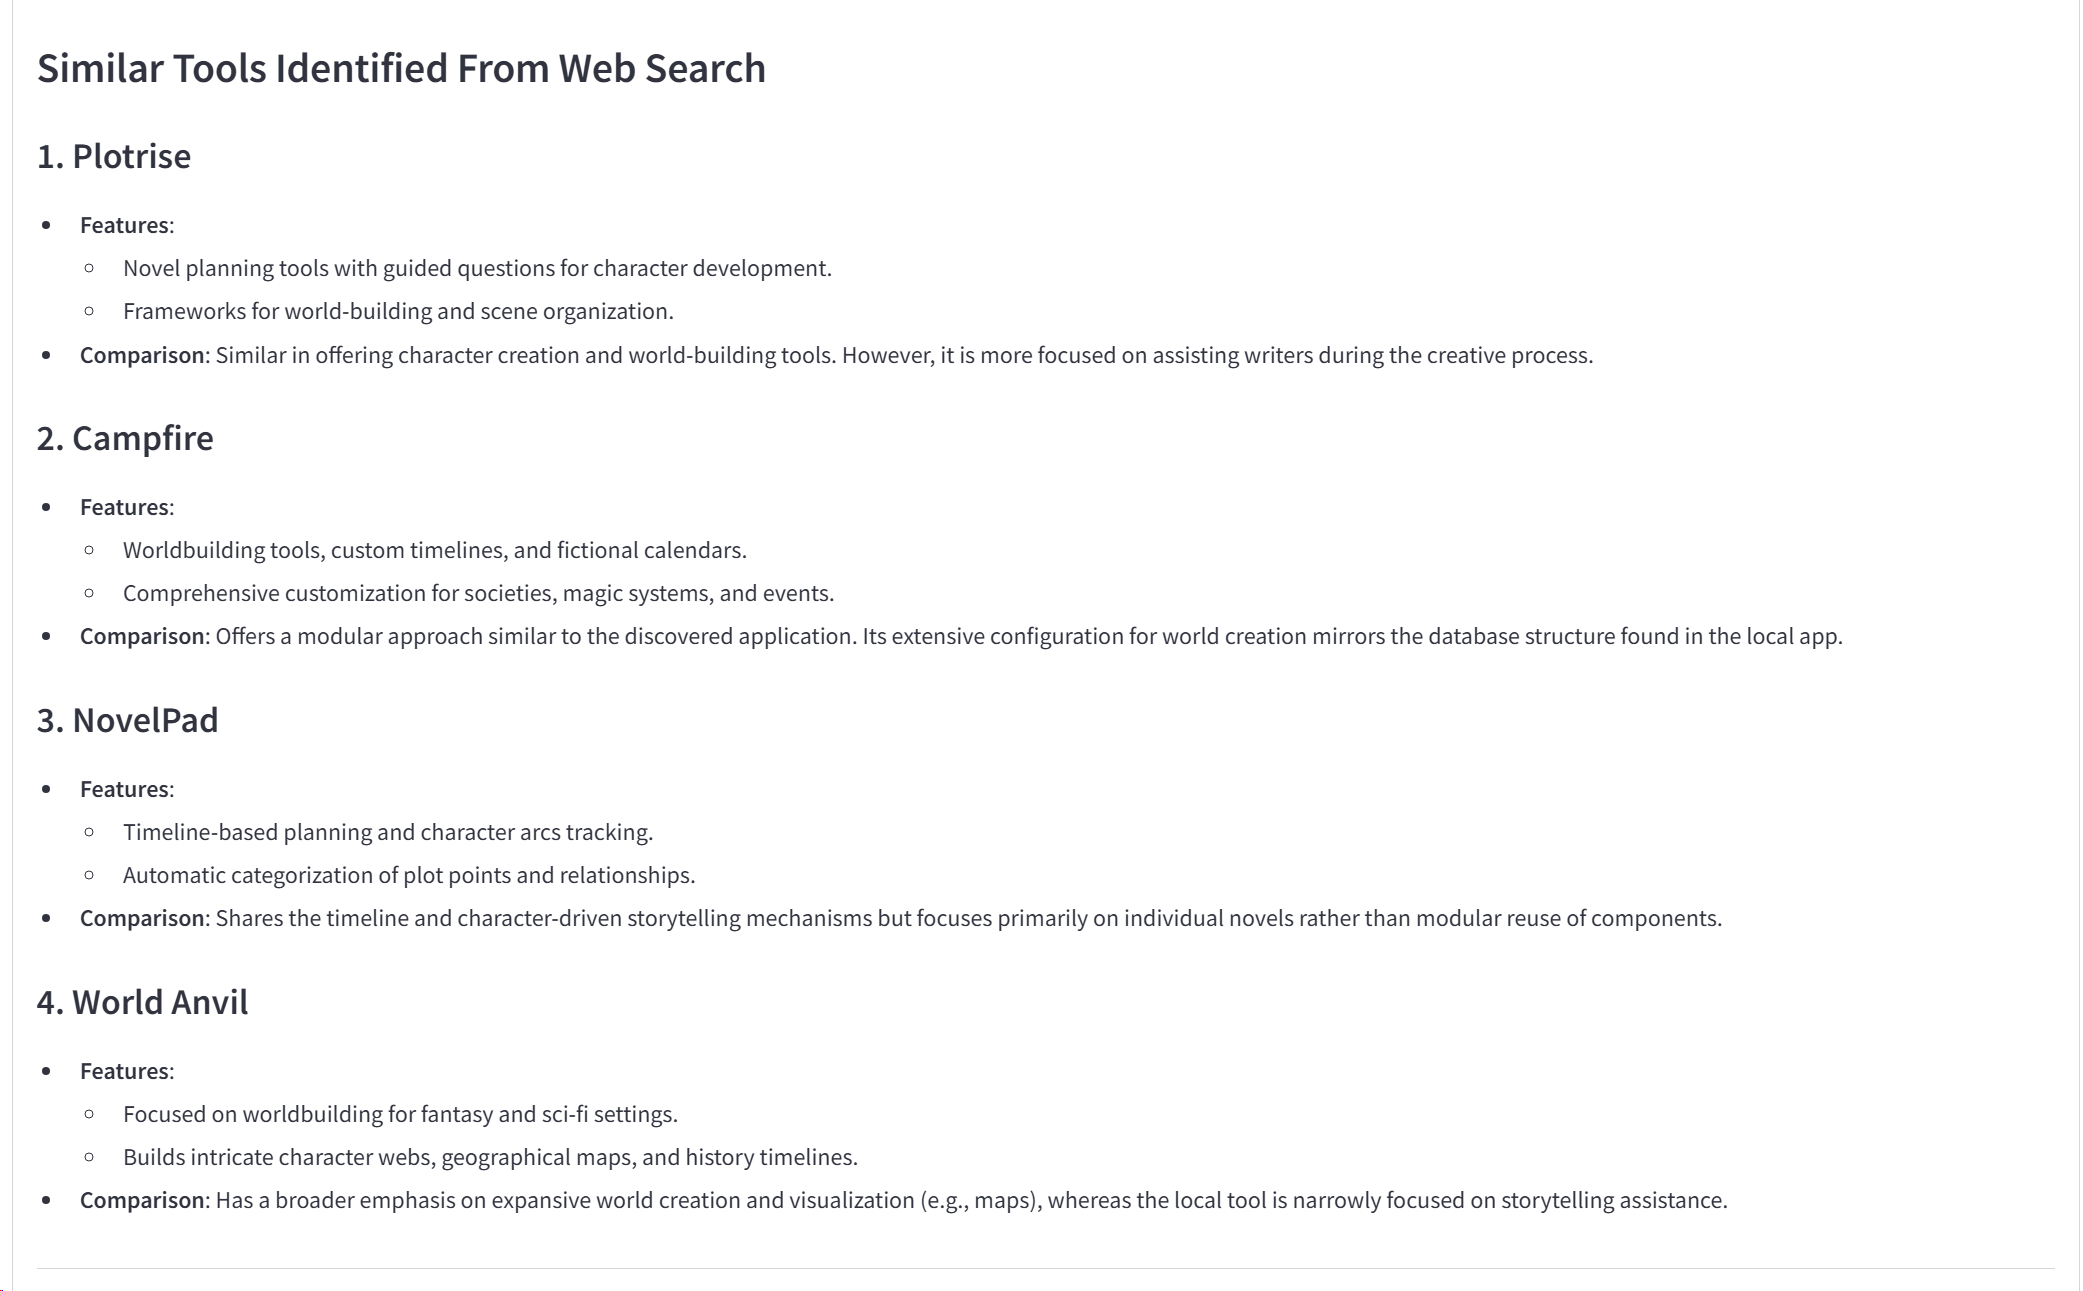 Similar Tools Identified From Web Search
1. Plotrise
• Features:
◦ Novel planning tools with guided questions for character development.
◦ Frameworks for world-building and scene organization.
• Comparison: Similar in offering character creation and world-building tools. However, it is more focused on assisting writers during the creative process.
2. Campfire
• Features:
◦ Worldbuilding tools, custom timelines, and fictional calendars.
◦ Comprehensive customization for societies, magic systems, and events.
• Comparison: Offers a modular approach similar to the discovered application. Its extensive configuration for world creation mirrors the database structure found in the local app.
3. NovelPad
• Features:
◦ Timeline-based planning and character arcs tracking.
◦ Automatic categorization of plot points and relationships.
• Comparison: Shares the timeline and character-driven storytelling mechanisms but focuses primarily on individual novels rather than modular reuse of components.
4. World Anvil
• Features:
◦ Focused on worldbuilding for fantasy and sci-fi settings.
◦ Builds intricate character webs, geographical maps, and history timelines.
• Comparison: Has a broader emphasis on expansive world creation and visualization (e.g., maps), whereas the local tool is narrowly focused on storytelling assistance.